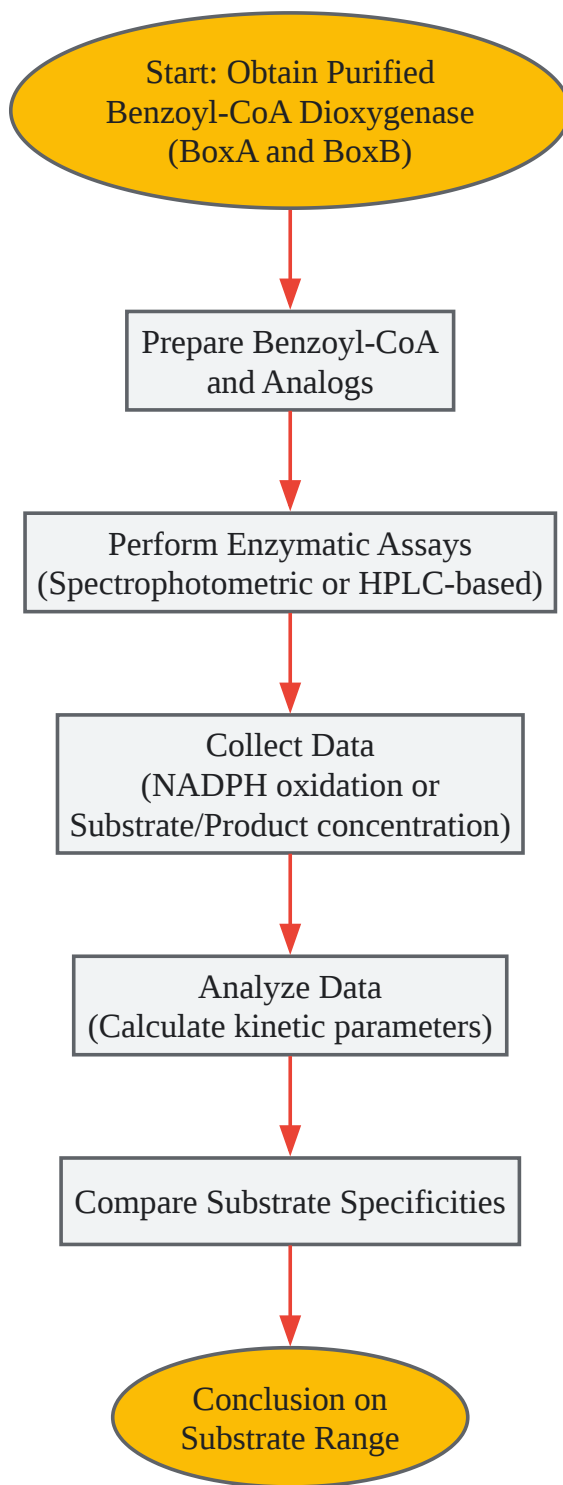 Start: Obtain Purified
Benzoyl-CoA Dioxygenase
(BoxA and BoxB)
Prepare Benzoyl-CoA
and Analogs
Perform Enzymatic Assays
(Spectrophotometric or HPLC-based)
Collect Data
(NADPH oxidation or
Substrate/Product concentration)
Analyze Data
(Calculate kinetic parameters)
Compare Substrate Specificities
Conclusion on
Substrate Range